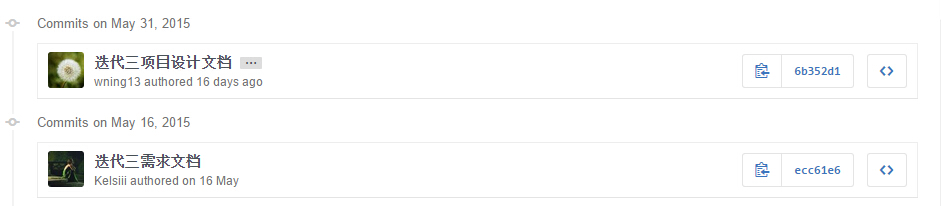 Commits on May 31, 2015
迭代三项目设计文档 …
wning13 authored 16 days ago
6b352d1
Commits on May 16, 2015
迭代三需求文档
Kelsiii authored on 16 May
ecc61e6